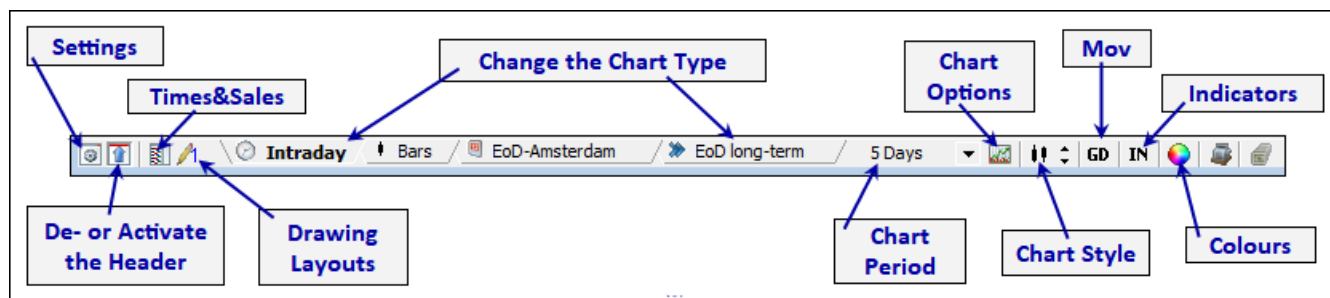 Settings
Times&Sales
Change the Chart Type
Chart
Options
Mov
Indicators
Intraday
Bars
EoD-Amsterdam
EoD long-term
5 Days
GD
IN
De- or Activate
the Header
Drawing
Layouts
Chart
Period
Chart Style
Colours